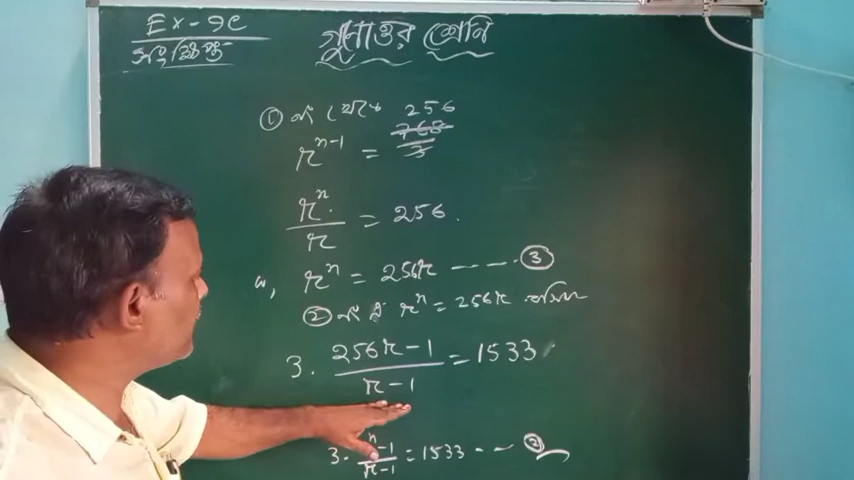 Ex-9C
গুণোত্তর শ্রেণি
① নং থেকে 256
r^{n-1} = 768/3
r^n/r = 256.
বা, r^n = 256r ---- ③
② নং এ r^n = 256r বসিয়ে
3. (256r-1)/(r-1) = 1533
3. (r^n-1)/(r-1) = 1533 -- ②